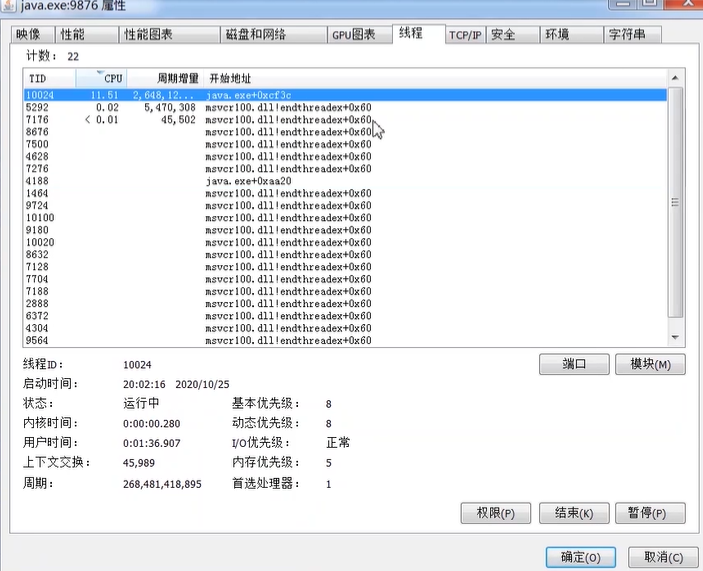 java.exe:9876 属性
映像 性能 性能图表 磁盘和网络 GPU图表 线程 TCP/IP 安全 环境 字符串
计数: 22
TID CPU 周期增量 开始地址
10024 11.51 2,648,12... java.exe+0xcf3c
5292 0.02 5,470,308 msvcr100.dll!endthreadex+0x60
7176 < 0.01 45,502 msvcr100.dll!endthreadex+0x60
8676 msvcr100.dll!endthreadex+0x60
7500 msvcr100.dll!endthreadex+0x60
4628 msvcr100.dll!endthreadex+0x60
7276 msvcr100.dll!endthreadex+0x60
4188 java.exe+0xaa20
1464 msvcr100.dll!endthreadex+0x60
9724 msvcr100.dll!endthreadex+0x60
10100 msvcr100.dll!endthreadex+0x60
9180 msvcr100.dll!endthreadex+0x60
10020 msvcr100.dll!endthreadex+0x60
8632 msvcr100.dll!endthreadex+0x60
7128 msvcr100.dll!endthreadex+0x60
7704 msvcr100.dll!endthreadex+0x60
7188 msvcr100.dll!endthreadex+0x60
2888 msvcr100.dll!endthreadex+0x60
6372 msvcr100.dll!endthreadex+0x60
4304 msvcr100.dll!endthreadex+0x60
9564 msvcr100.dll!endthreadex+0x60
线程ID: 10024 端口 模块(M)
启动时间: 20:02:16 2020/10/25
状态: 运行中 基本优先级: 8
内核时间: 0:00:00.280 动态优先级: 8
用户时间: 0:01:36.907 I/O优先级: 正常
上下文交换: 45,989 内存优先级: 5
周期: 268,481,418,895 首选处理器: 1
权限(P) 结束(K) 暂停(P)
确定(O) 取消(C)